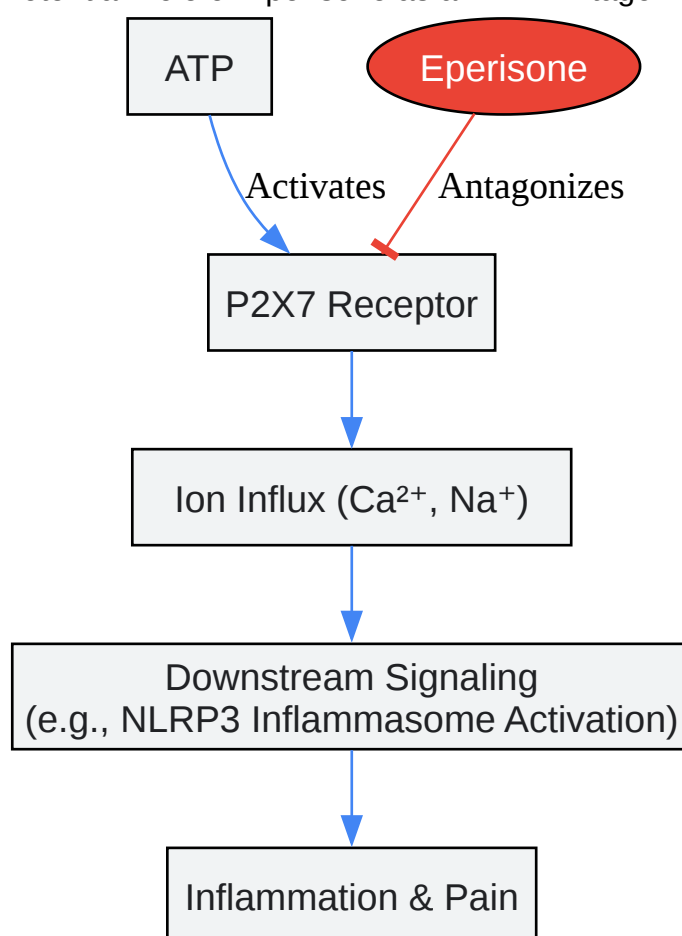 ATP
Eperisone
Activates
Antagonizes
P2X7 Receptor
Ion Influx (Ca²⁺, Na⁺)
Downstream Signaling
(e.g., NLRP3 Inflammasome Activation)
Inflammation & Pain